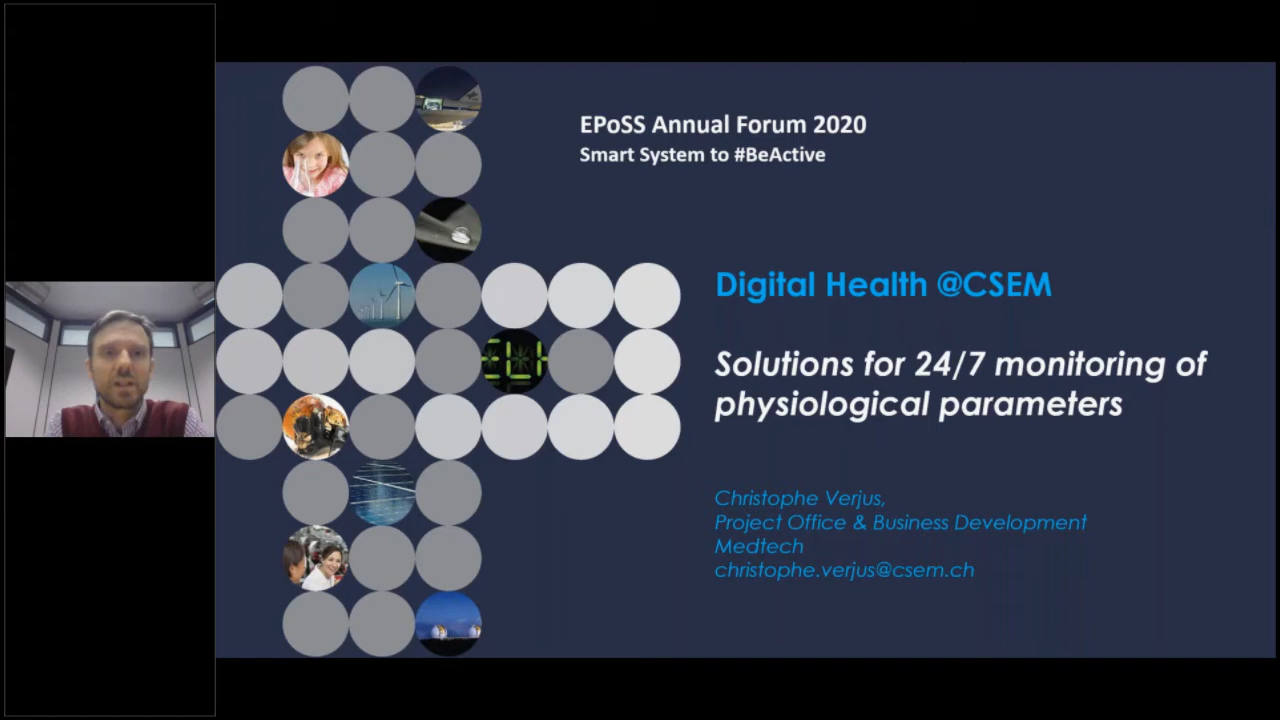 EPoSS Annual Forum 2020
Smart System to #BeActive
Digital Health @CSEM
Solutions for 24/7 monitoring of
physiological parameters
Christophe Verjus,
Project Office & Business Development
Medtech
christophe.verjus@csem.ch